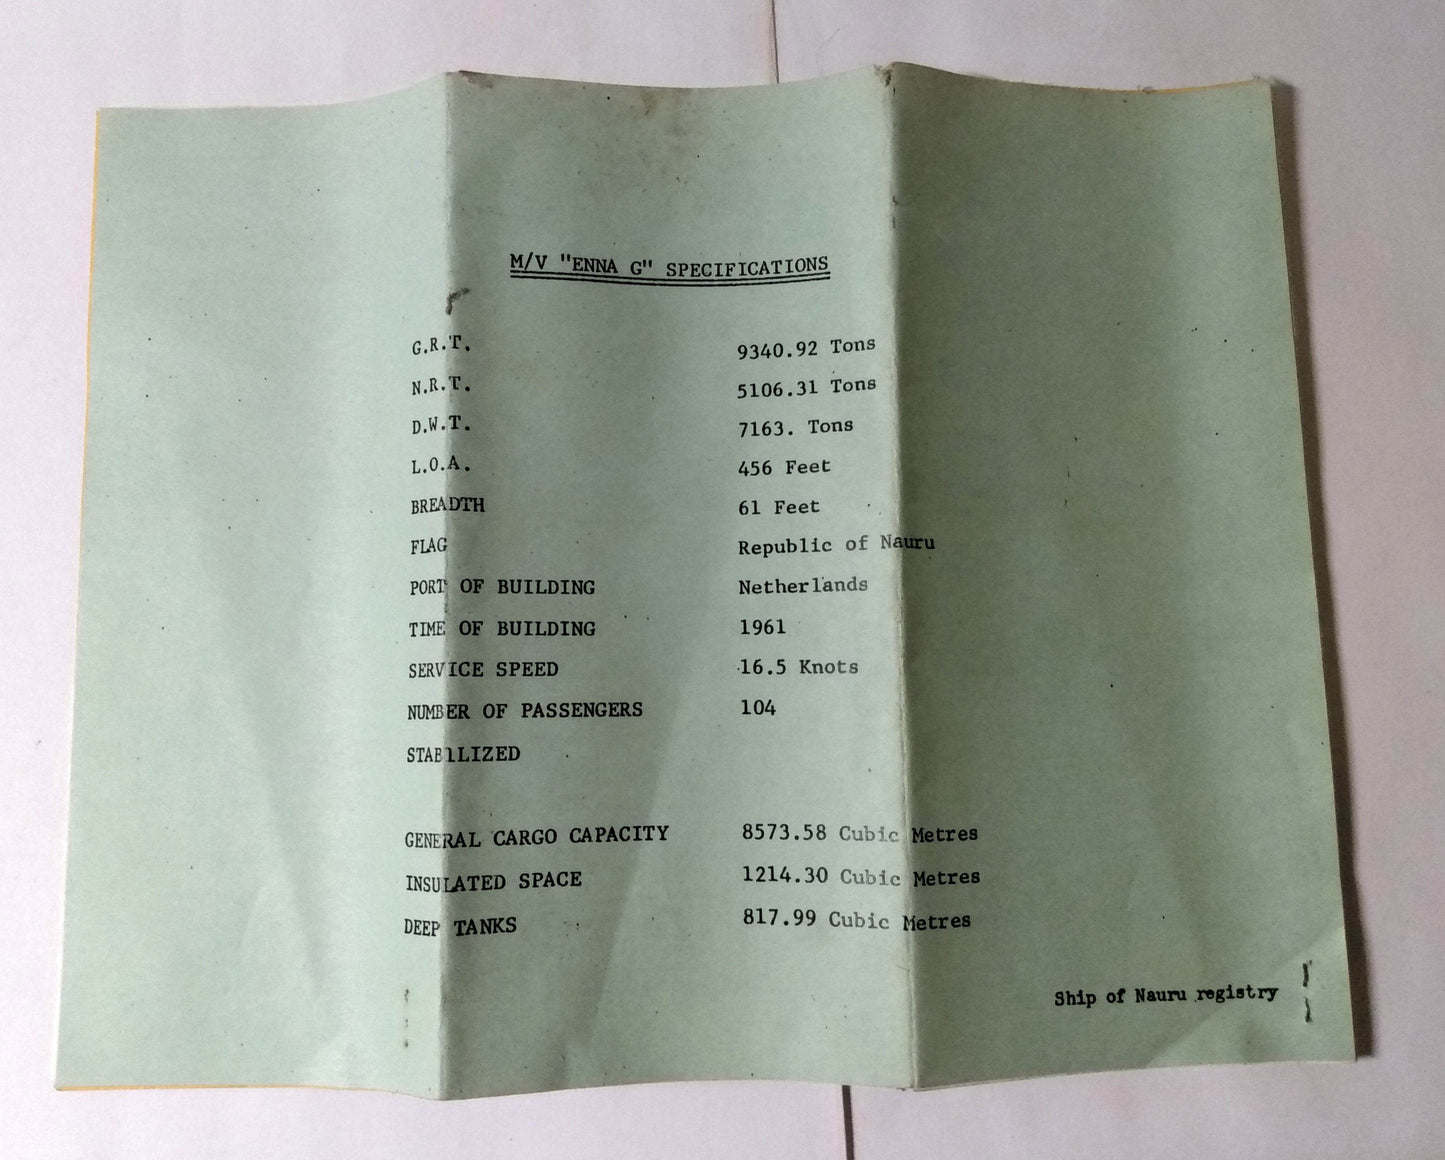 M/V "ENNA G" SPECIFICATIONS
G.R.T. 9340.92 Tons
N.R.T. 5106.31 Tons
D.W.T. 7163. Tons
L.O.A. 456 Feet
BREADTH 61 Feet
FLAG Republic of Nauru
PORT OF BUILDING Netherlands
TIME OF BUILDING 1961
SERVICE SPEED 16.5 Knots
NUMBER OF PASSENGERS 104
STABILIZED
GENERAL CARGO CAPACITY 8573.58 Cubic Metres
INSULATED SPACE 1214.30 Cubic Metres
DEEP TANKS 817.99 Cubic Metres
Ship of Nauru registry